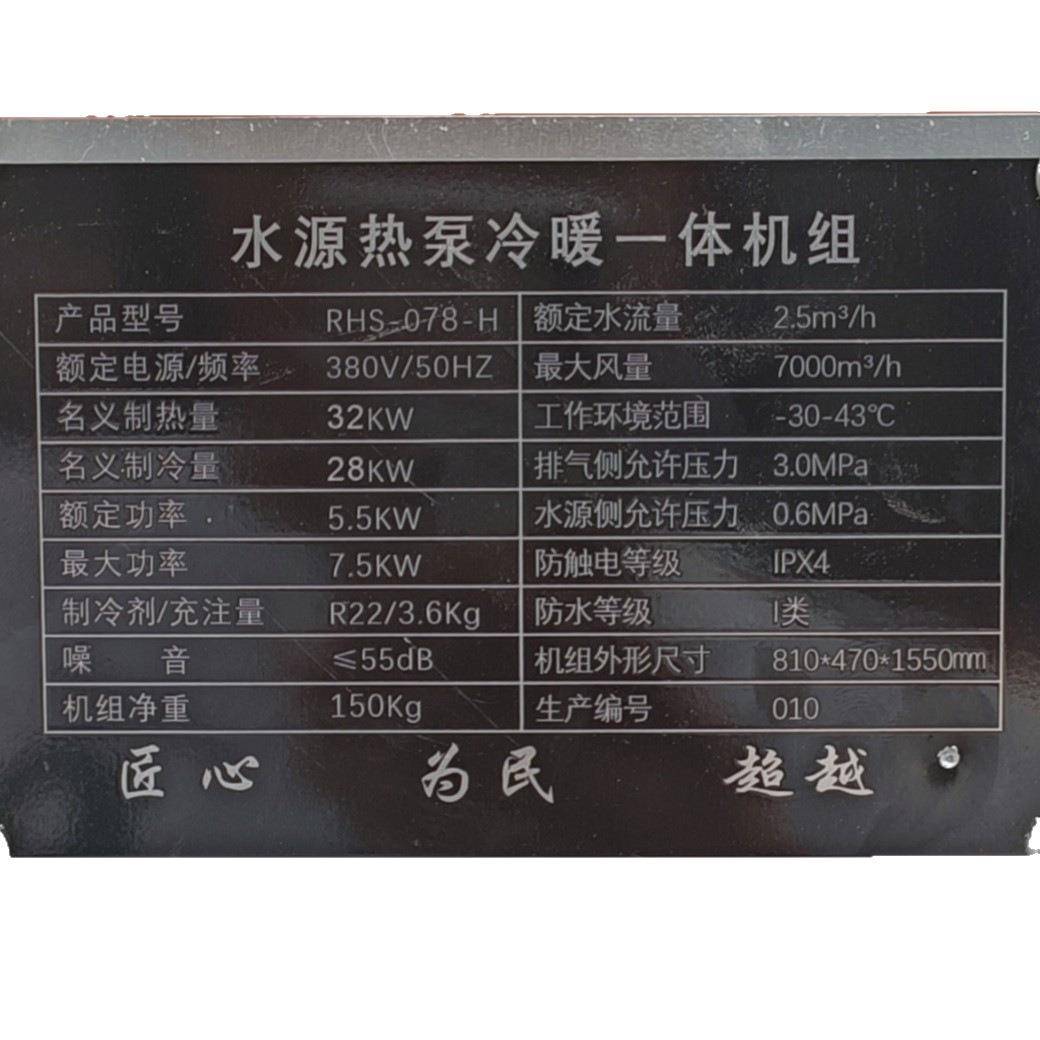 水源热泵冷暖一体机组
产品型号 RHS-078-H 额定水流量 2.5m³/h
额定电源/频率 380V/50HZ 最大风量 7000m³/h
名义制热量 32KW 工作环境范围 -30-43℃
名义制冷量 28KW 排气侧允许压力 3.0MPa
额定功率 5.5KW 水源侧允许压力 0.6MPa
最大功率 7.5KW 防触电等级 IPX4
制冷剂/充注量 R22/3.6Kg 防水等级 I类
噪 音 ≤55dB 机组外形尺寸 810*470*1550mm
机组净重 150Kg 生产编号 010
匠心 为民 超越